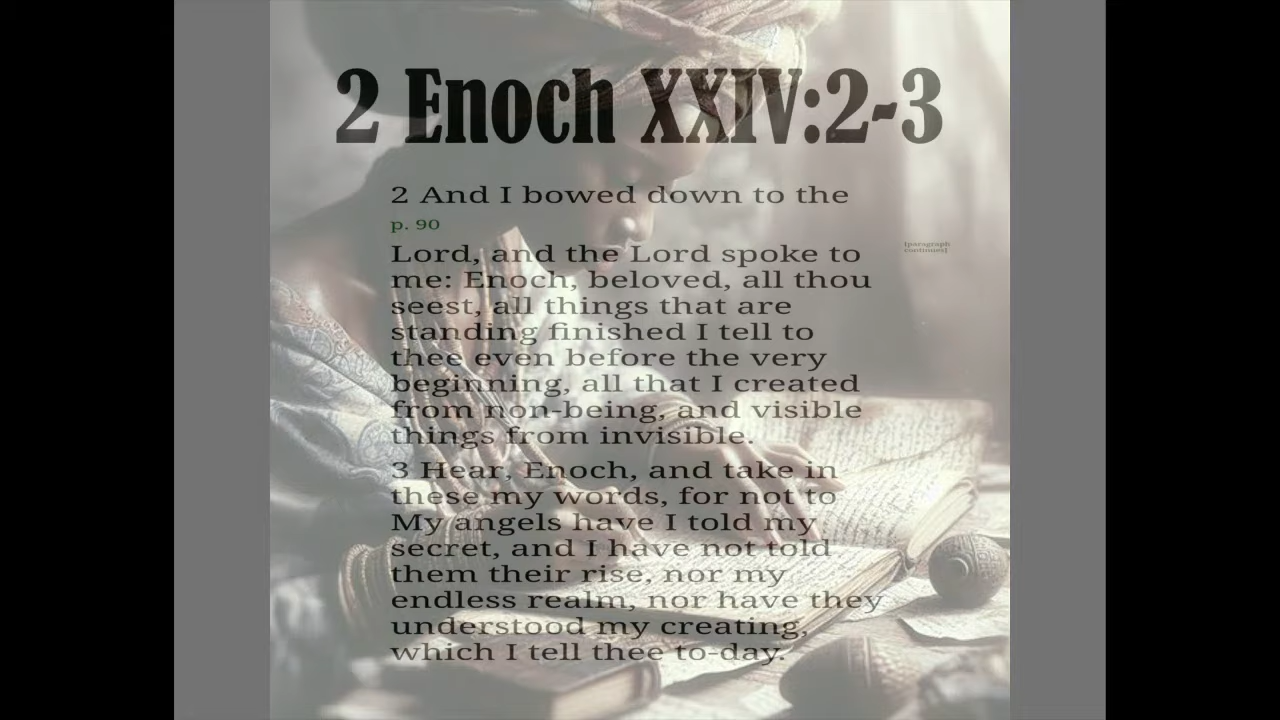 2 Enoch XXIV:2-3
2 And I bowed down to the
p. 90
Lord, and the Lord spoke to
[paragraph
continues]
me: Enoch, beloved, all thou
seest, all things that are
standing finished I tell to
thee even before the very
beginning, all that I created
from non-being, and visible
things from invisible.
3 Hear, Enoch, and take in
these my words, for not to
My angels have I told my
secret, and I have not told
them their rise, nor my
endless realm, nor have they
understood my creating,
which I tell thee to-day.